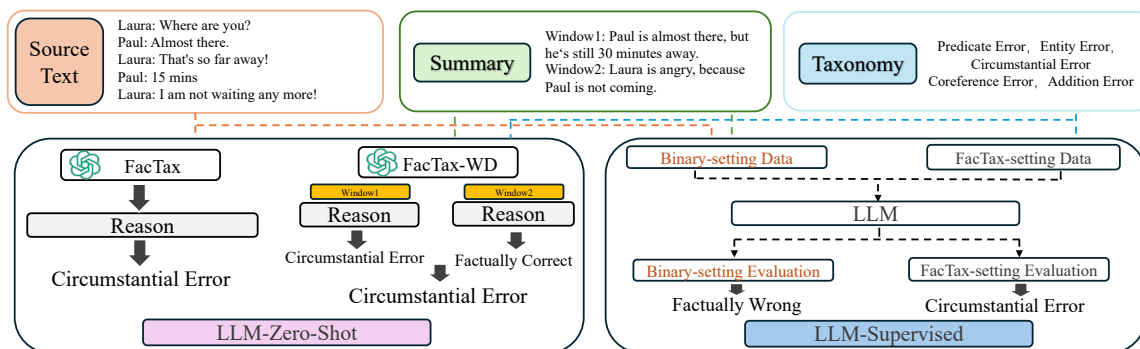 Source
Text
Laura: Where are you?
Paul: Almost there.
Laura: That's so far away!
Paul: 15 mins
Laura: I am not waiting any more!
Summary
Window1: Paul is almost there, but
he's still 30 minutes away.
Window2: Laura is angry, because
Paul is not coming.
Taxonomy
Predicate Error, Entity Error,
Circumstantial Error
Coreference Error, Addition Error
FacTax
Reason
Circumstantial Error
FacTax-WD
Window1
Window2
Reason
Reason
Circumstantial Error
Factually Correct
Circumstantial Error
LLM-Zero-Shot
Binary-setting Data
FacTax-setting Data
LLM
Binary-setting Evaluation
FacTax-setting Evaluation
Factually Wrong
Circumstantial Error
LLM-Supervised